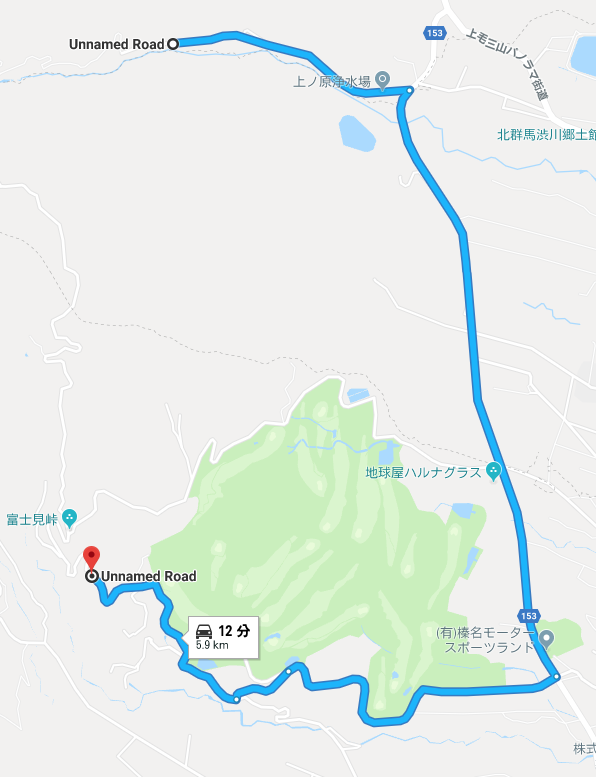 Unnamed Road
153
上毛三山パノラマ街道
上ノ原浄水場
北群馬渋川郷土館
地球屋ハルナグラス
富士見峠
Unnamed Road
12 分
5.9 km
153
(有)榛名モーター
スポーツランド
株式